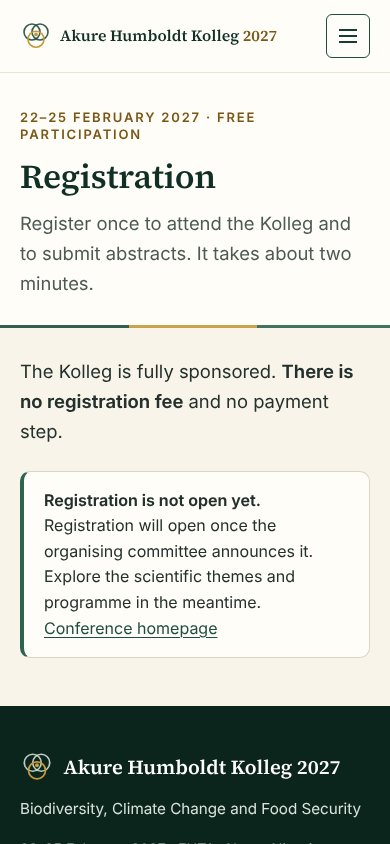 Akure Humboldt Kolleg 2027
22–25 FEBRUARY 2027 · FREE
PARTICIPATION
Registration
Register once to attend the Kolleg and
to submit abstracts. It takes about two
minutes.
The Kolleg is fully sponsored. There is
no registration fee and no payment
step.
Registration is not open yet.
Registration will open once the
organising committee announces it.
Explore the scientific themes and
programme in the meantime.
Conference homepage
Akure Humboldt Kolleg 2027
Biodiversity, Climate Change and Food Security